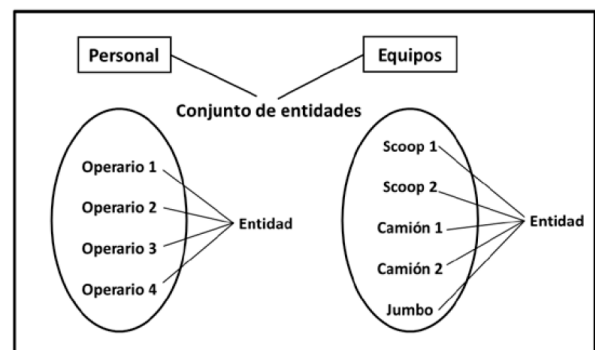 Personal
Equipos
Conjunto de entidades
Operario 1
Operario 2
Operario 3
Operario 4
Entidad
Scoop 1
Scoop 2
Camión 1
Camión 2
Jumbo
Entidad